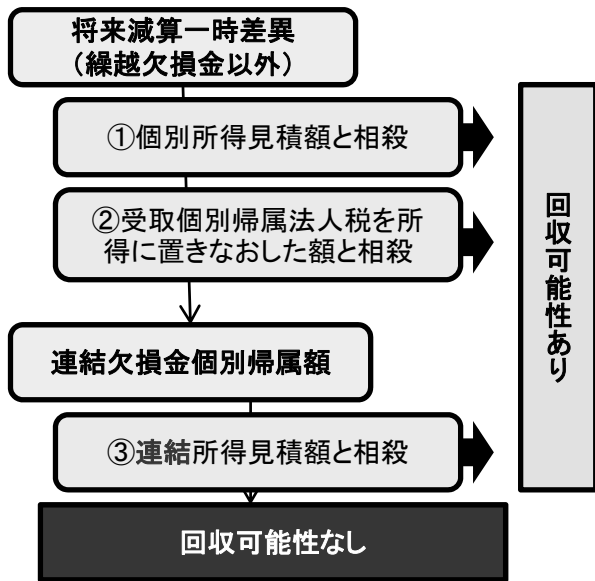 将来減算一時差異
（繰越欠損金以外）
①個別所得見積額と相殺
②受取個別帰属法人税を所
得に置きなおした額と相殺
連結欠損金個別帰属額
③連結所得見積額と相殺
回収可能性なし
回収可能性あり